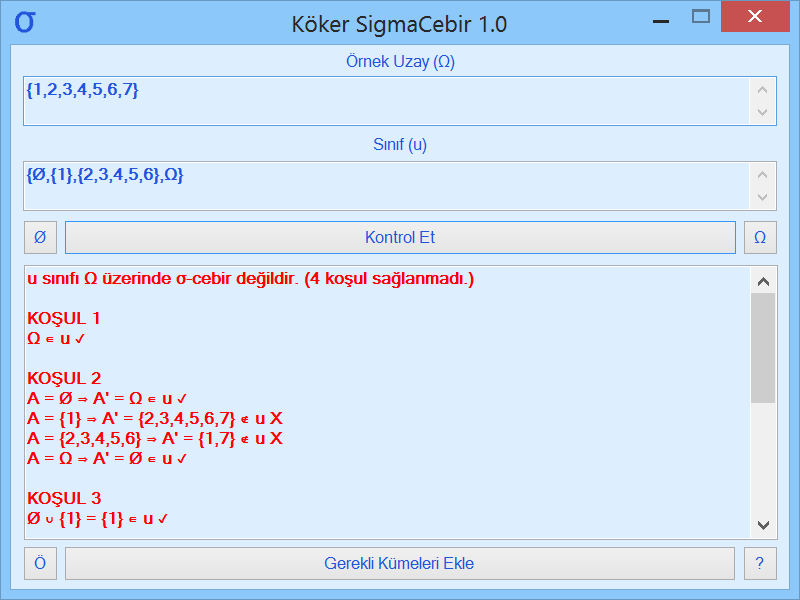 σ
Köker SigmaCebir 1.0
Örnek Uzay (Ω)
{1,2,3,4,5,6,7}
Sınıf (u)
{Ø,{1},{2,3,4,5,6},Ω}
Ø
Kontrol Et
Ω
u sınıfı Ω üzerinde σ-cebir değildir. (4 koşul sağlanmadı.)
KOŞUL 1
Ω ∊ u ✓
KOŞUL 2
A = Ø ⇒ A' = Ω ∊ u ✓
A = {1} ⇒ A' = {2,3,4,5,6,7} ∉ u X
A = {2,3,4,5,6} ⇒ A' = {1,7} ∉ u X
A = Ω ⇒ A' = Ø ∊ u ✓
KOŞUL 3
Ø ∪ {1} = {1} ∊ u ✓
Ö
Gerekli Kümeleri Ekle
?